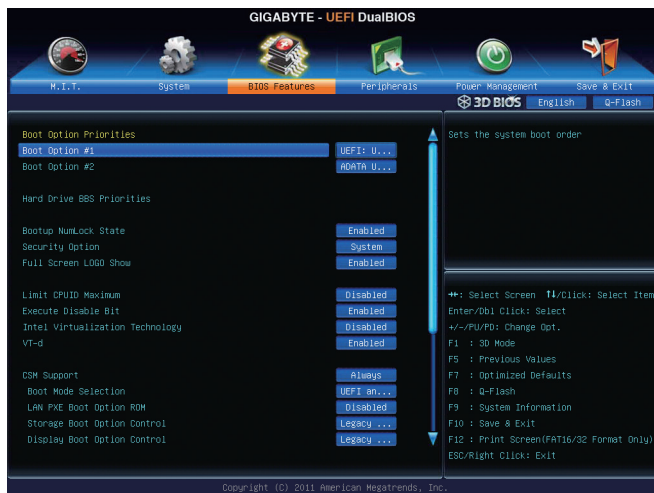 GIGABYTE - UEFI DualBIOS
M.I.T.
System
BIOS Features
Peripherals
Power Management
Save & Exit
3D BIOS
English
Q-Flash
Boot Option Priorities
Boot Option #1 UEFI: U...
Boot Option #2 ADATA U...
Hard Drive BBS Priorities
Bootup NumLock State Enabled
Security Option System
Full Screen LOGO Show Enabled
Limit CPUID Maximum Disabled
Execute Disable Bit Enabled
Intel Virtualization Technology Disabled
VT-d Enabled
CSM Support Always
Boot Mode Selection UEFI an...
LAN PXE Boot Option ROM Disabled
Storage Boot Option Control Legacy ...
Display Boot Option Control Legacy ...
Sets the system boot order
→←: Select Screen ↑↓/Click: Select Item
Enter/Dbl Click: Select
+/-/PU/PD: Change Opt.
F1 : 3D Mode
F5 : Previous Values
F7 : Optimized Defaults
F8 : Q-Flash
F9 : System Information
F10 : Save & Exit
F12 : Print Screen(FAT16/32 Format Only)
ESC/Right Click: Exit
Copyright (C) 2011 American Megatrends, Inc.